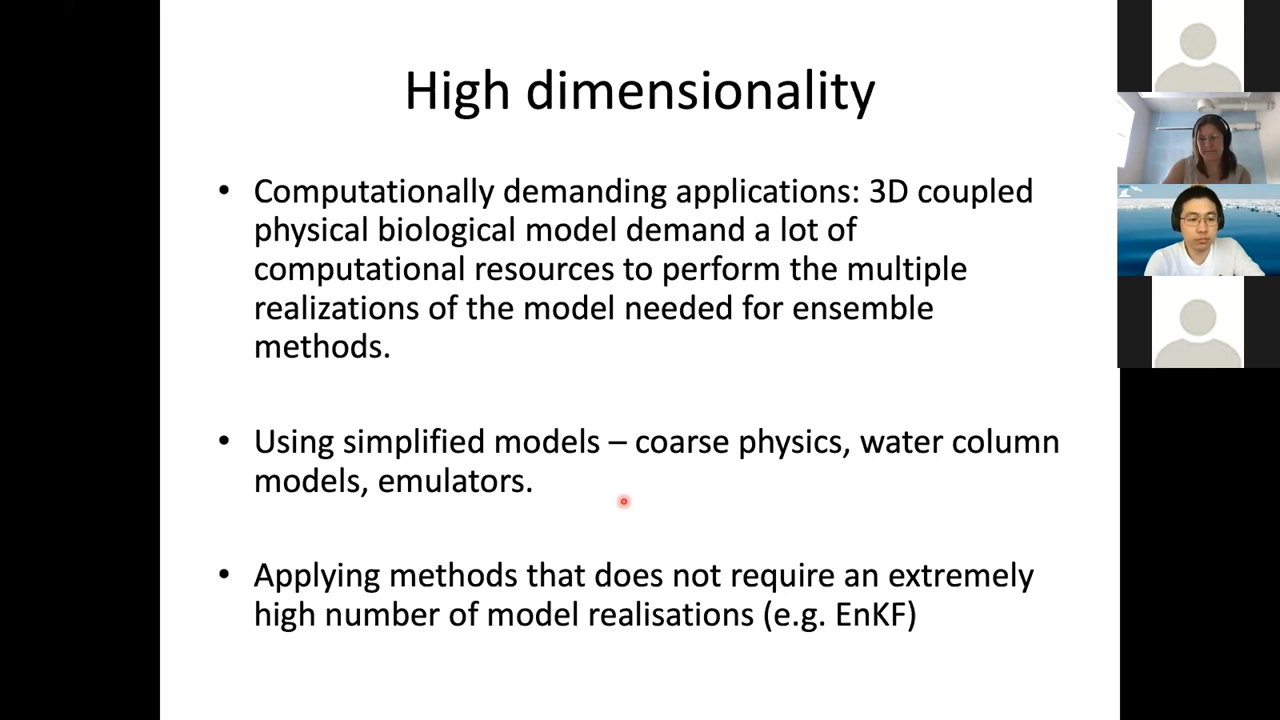 High dimensionality
• Computationally demanding applications: 3D coupled
physical biological model demand a lot of
computational resources to perform the multiple
realizations of the model needed for ensemble
methods.
• Using simplified models – coarse physics, water column
models, emulators.
• Applying methods that does not require an extremely
high number of model realisations (e.g. EnKF)